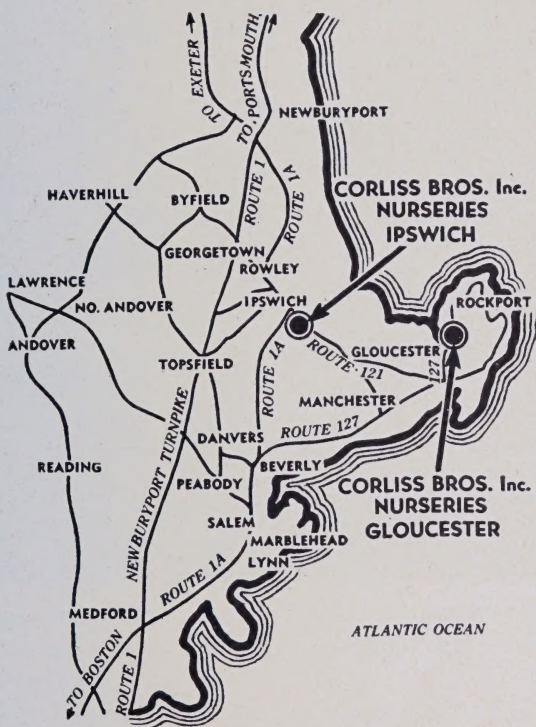 TO EXETER
TO PORTSMOUTH
NEWBURYPORT
ROUTE 1
ROUTE 1A
HAVERHILL
BYFIELD
CORLISS BROS. Inc.
NURSERIES
IPSWICH
GEORGETOWN
ROWLEY
LAWRENCE
NO. ANDOVER
IPSWICH
ROCKPORT
ANDOVER
TOPSFIELD
ROUTE 1A
ROUTE 121
GLOUCESTER
127
MANCHESTER
NEWBURYPORT TURNPIKE
DANVERS
ROUTE 127
READING
PEABODY
BEVERLY
CORLISS BROS. Inc.
NURSERIES
GLOUCESTER
SALEM
MARBLEHEAD
LYNN
ROUTE 1A
MEDFORD
ATLANTIC OCEAN
TO BOSTON
ROUTE 1